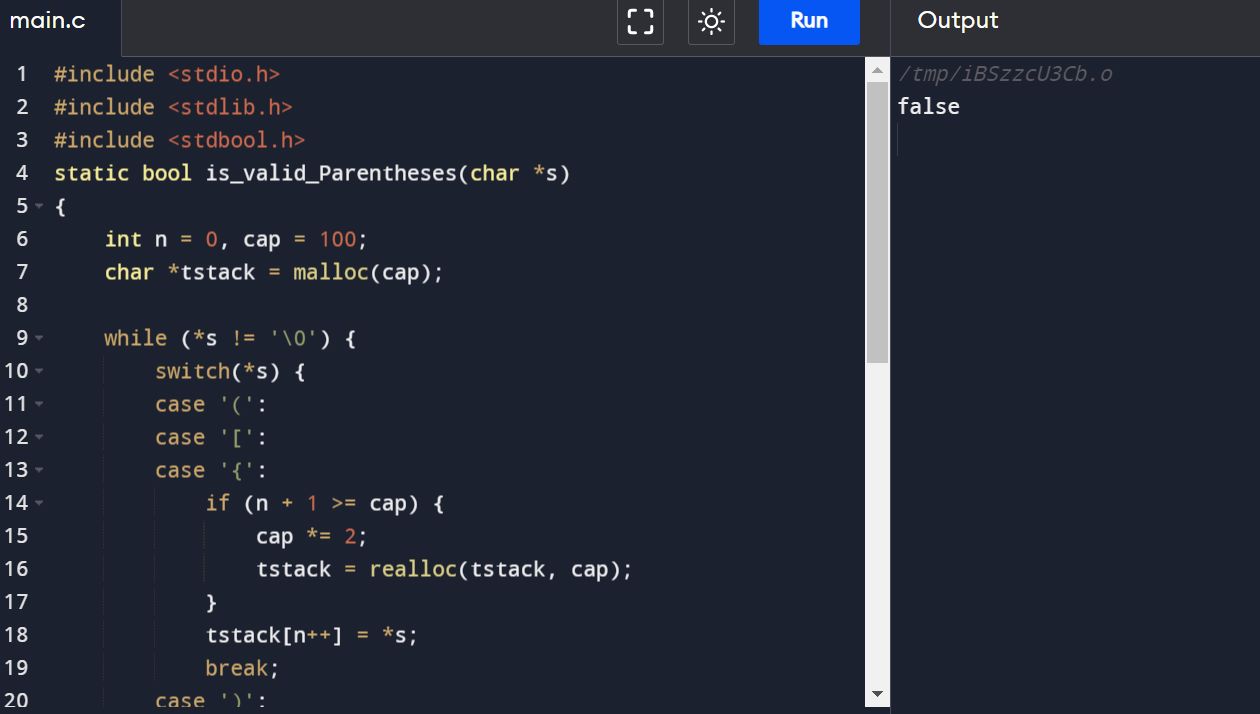 main.c
Run
Output
1 #include <stdio.h>
2 #include <stdlib.h>
3 #include <stdbool.h>
4 static bool is_valid_Parentheses(char *s)
5 {
6     int n = 0, cap = 100;
7     char *tstack = malloc(cap);
8
9     while (*s != '\0') {
10         switch(*s) {
11         case '(':
12         case '[':
13         case '{':
14             if (n + 1 >= cap) {
15                 cap *= 2;
16                 tstack = realloc(tstack, cap);
17             }
18             tstack[n++] = *s;
19             break;
20         case ')':
/tmp/iBSzzcU3Cb.o
false